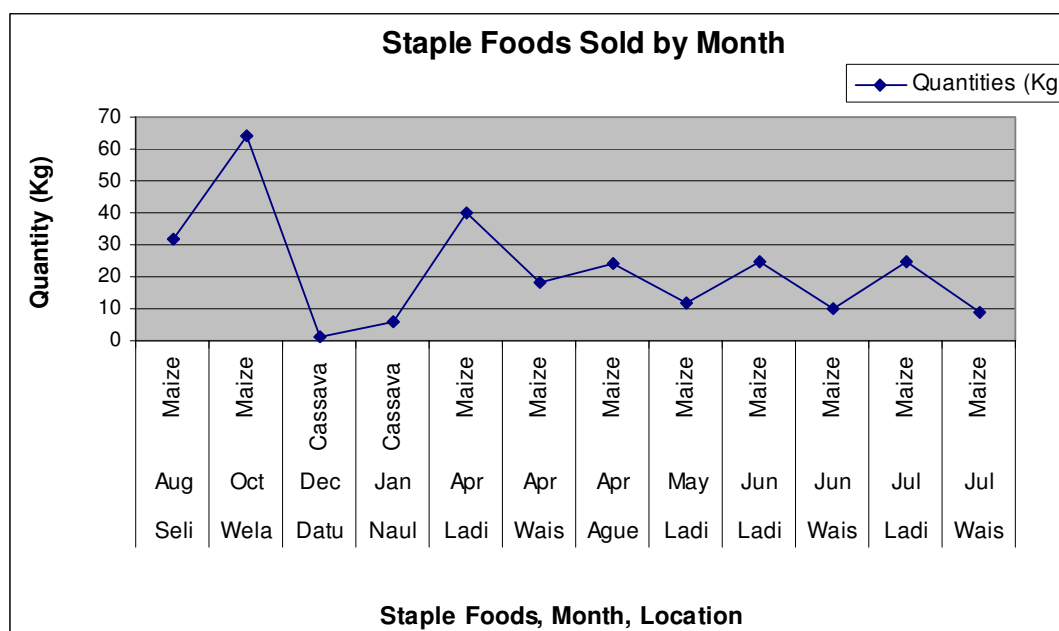 Staple Foods Sold by Month
Quantities (Kg
Quantity (Kg)
70
60
50
40
30
20
10
0
Maize Maize Cassava Cassava Maize Maize Maize Maize Maize Maize Maize Maize
Aug Oct Dec Jan Apr Apr Apr May Jun Jun Jul Jul
Seli Wela Datu Naul Ladi Wais Ague Ladi Ladi Wais Ladi Wais
Staple Foods, Month, Location